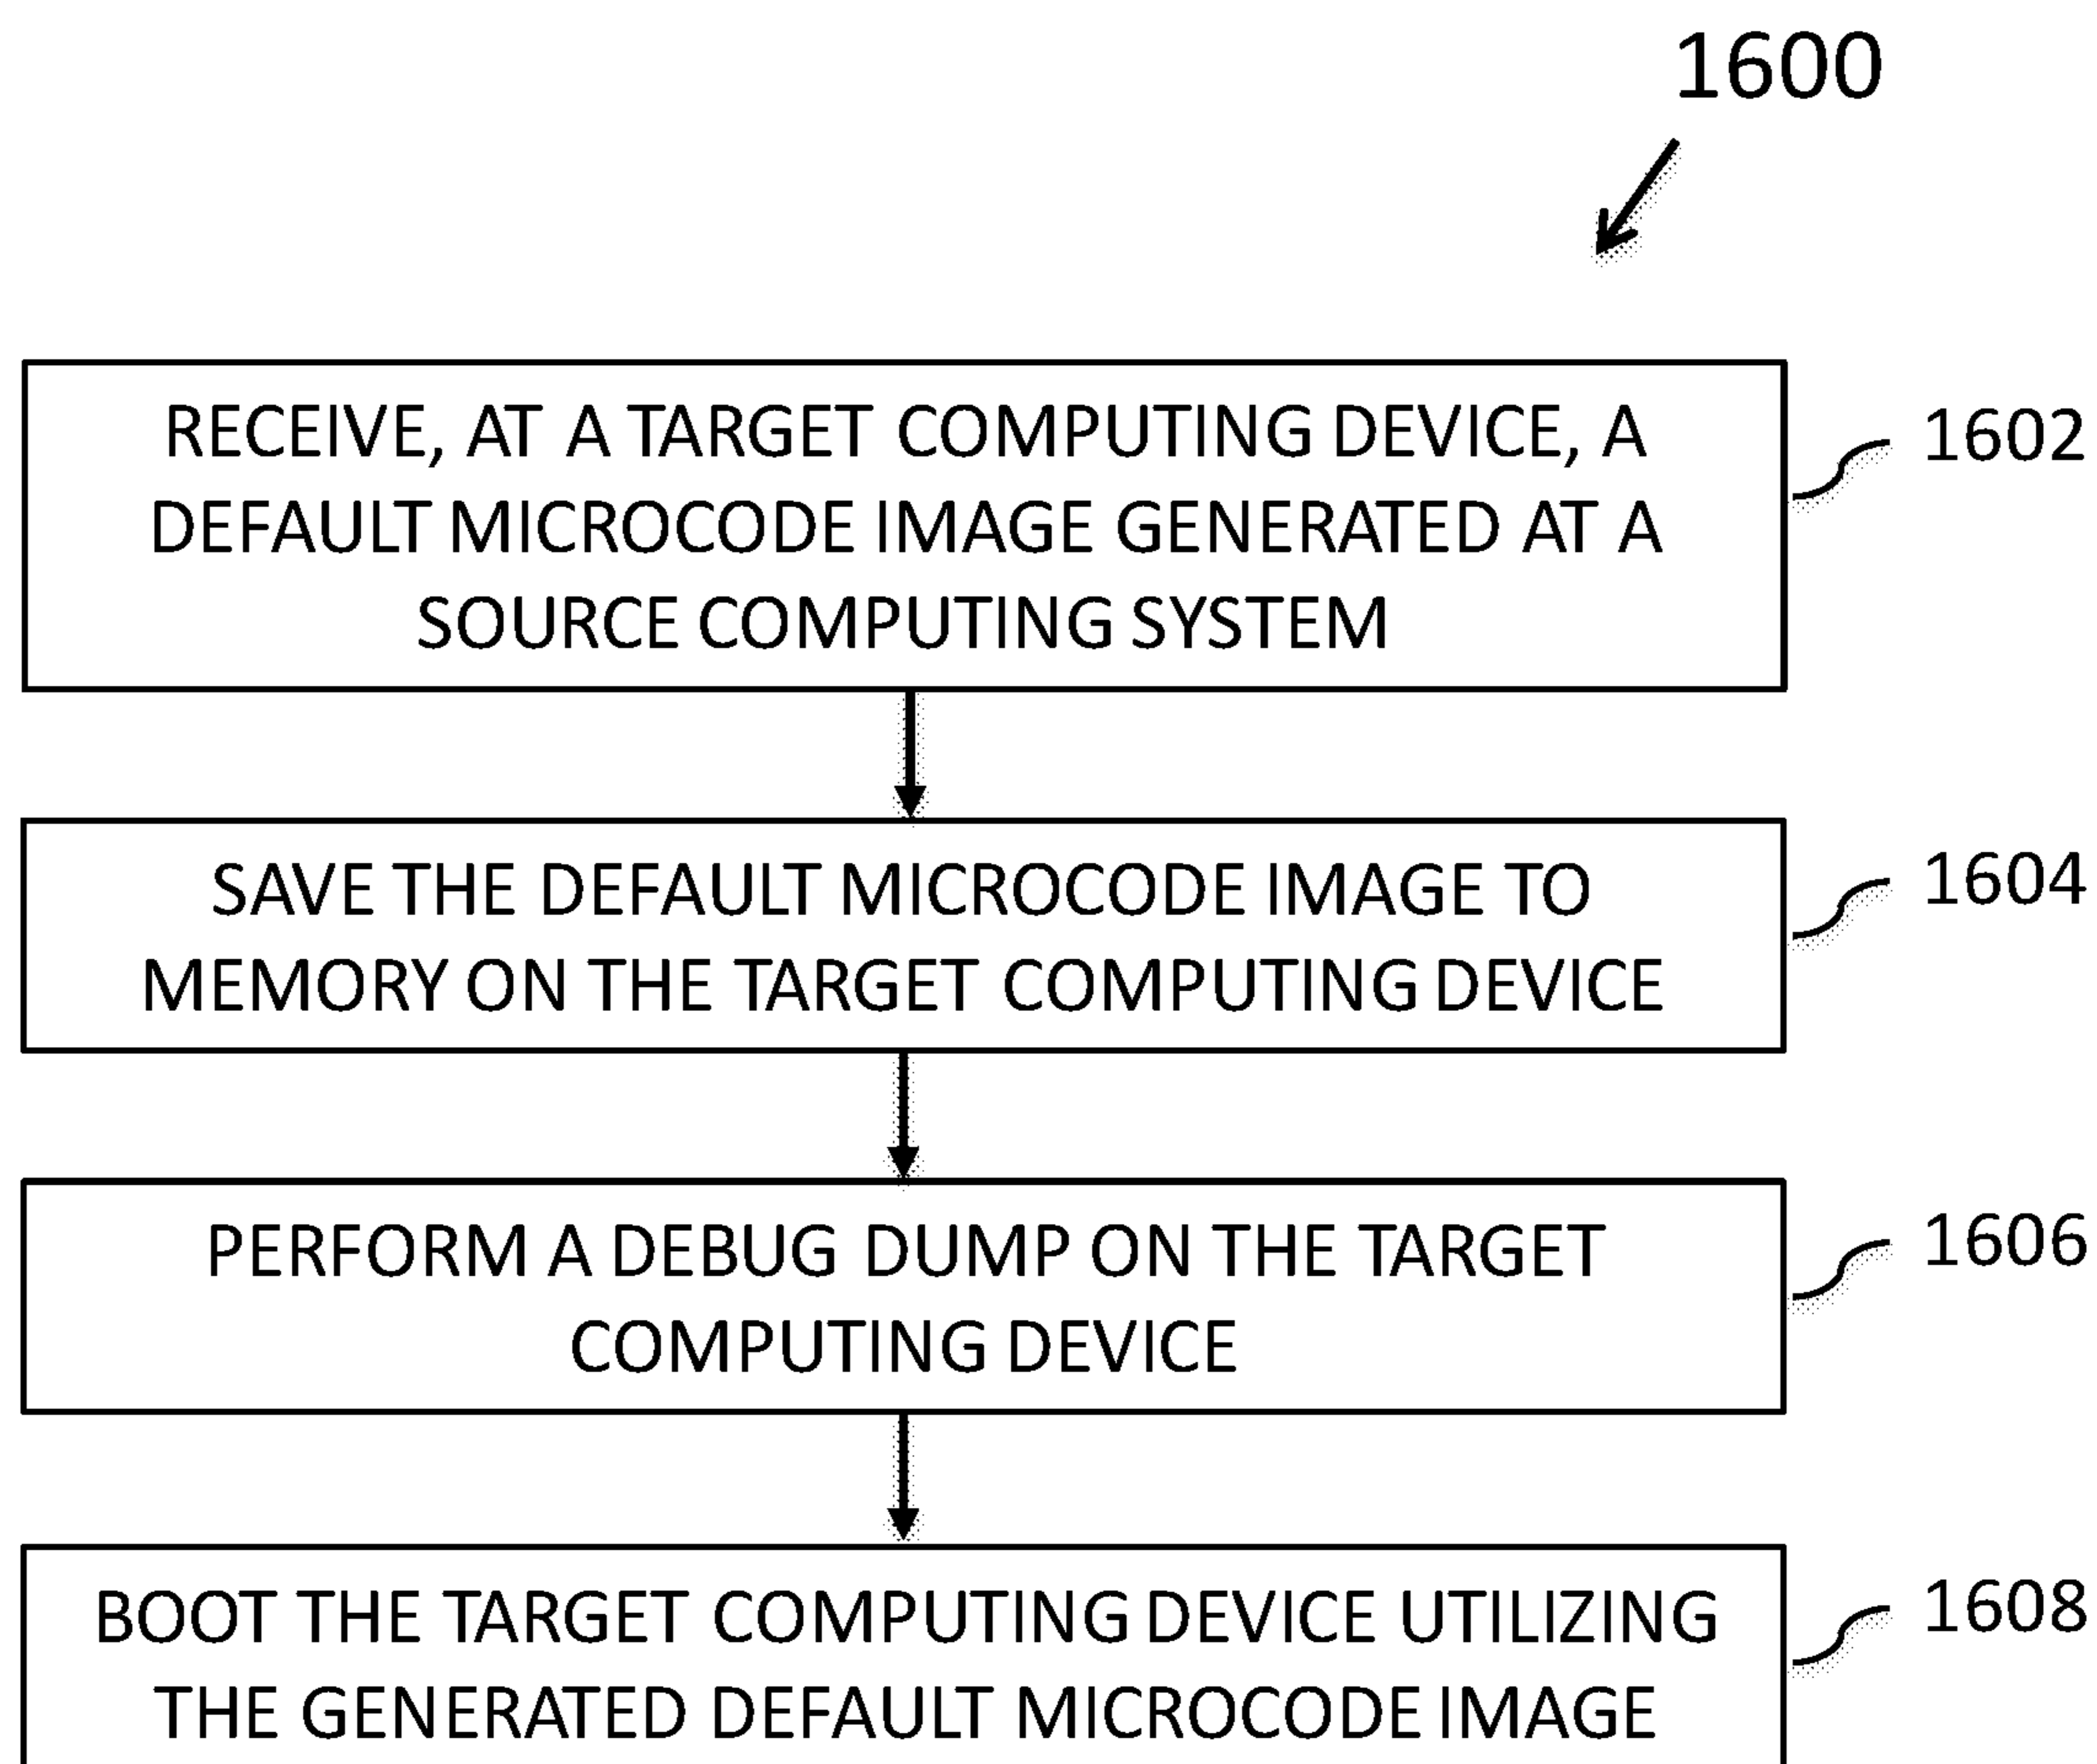 1600
RECEIVE, AT A TARGET COMPUTING DEVICE, A
DEFAULT MICROCODE IMAGE GENERATED AT A
SOURCE COMPUTING SYSTEM
1602
SAVE THE DEFAULT MICROCODE IMAGE TO
MEMORY ON THE TARGET COMPUTING DEVICE
1604
PERFORM A DEBUG DUMP ON THE TARGET
COMPUTING DEVICE
1606
BOOT THE TARGET COMPUTING DEVICE UTILIZING
THE GENERATED DEFAULT MICROCODE IMAGE
1608